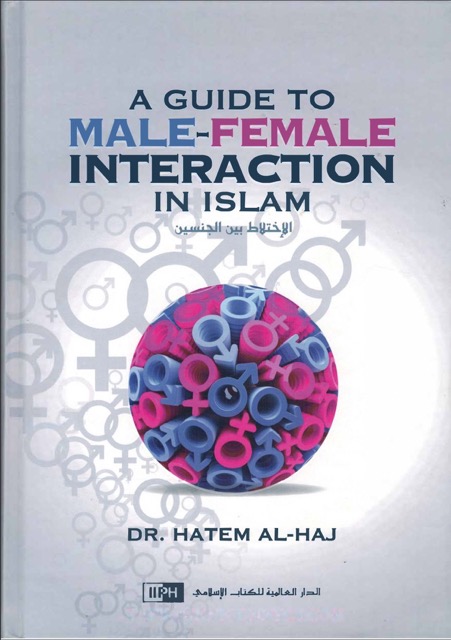 A GUIDE TO
MALE-FEMALE
INTERACTION
IN ISLAM
الإختلاط بين الجنسين
DR. HATEM AL-HAJ
IIPH الدار العالمية للكتاب الإسلامي